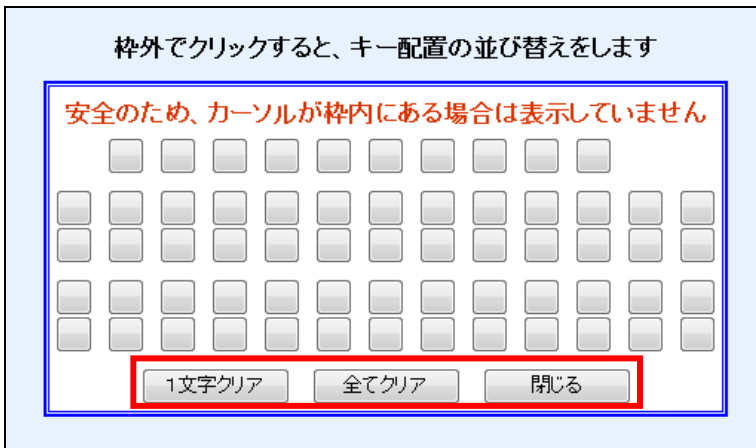 枠外でクリックすると、キー配置の並び替えをします
安全のため、カーソルが枠内にある場合は表示していません
1文字クリア 全てクリア 閉じる